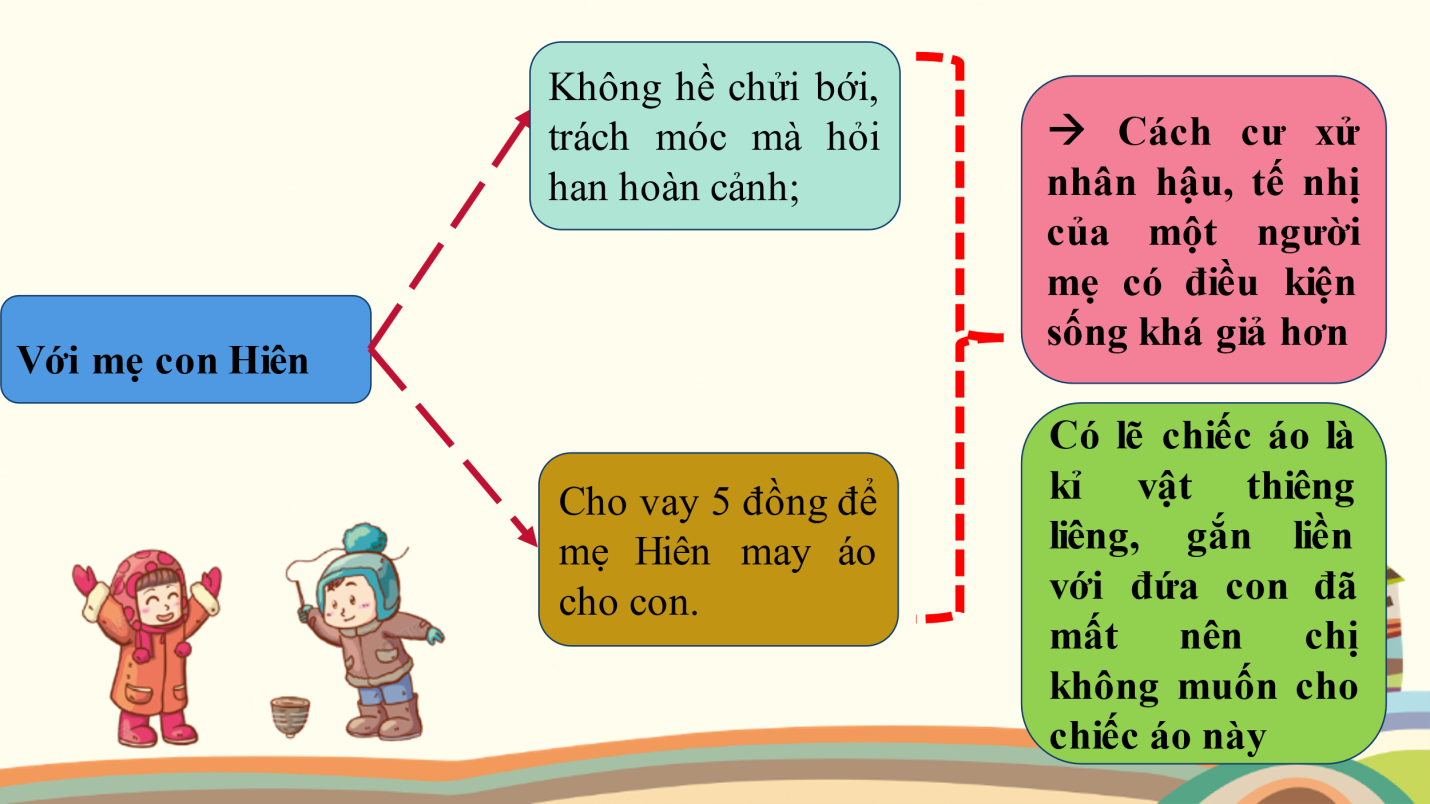 Với mẹ con Hiên
Không hề chửi bới,
trách móc mà hỏi
han hoàn cảnh;
Cho vay 5 đồng để
mẹ Hiên may áo
cho con.
→ Cách cư xử
nhân hậu, tế nhị
của một người
mẹ có điều kiện
sống khá giả hơn
Có lẽ chiếc áo là
kỉ vật thiêng
liêng, gắn liền
với đứa con đã
mất nên chị
không muốn cho
chiếc áo này